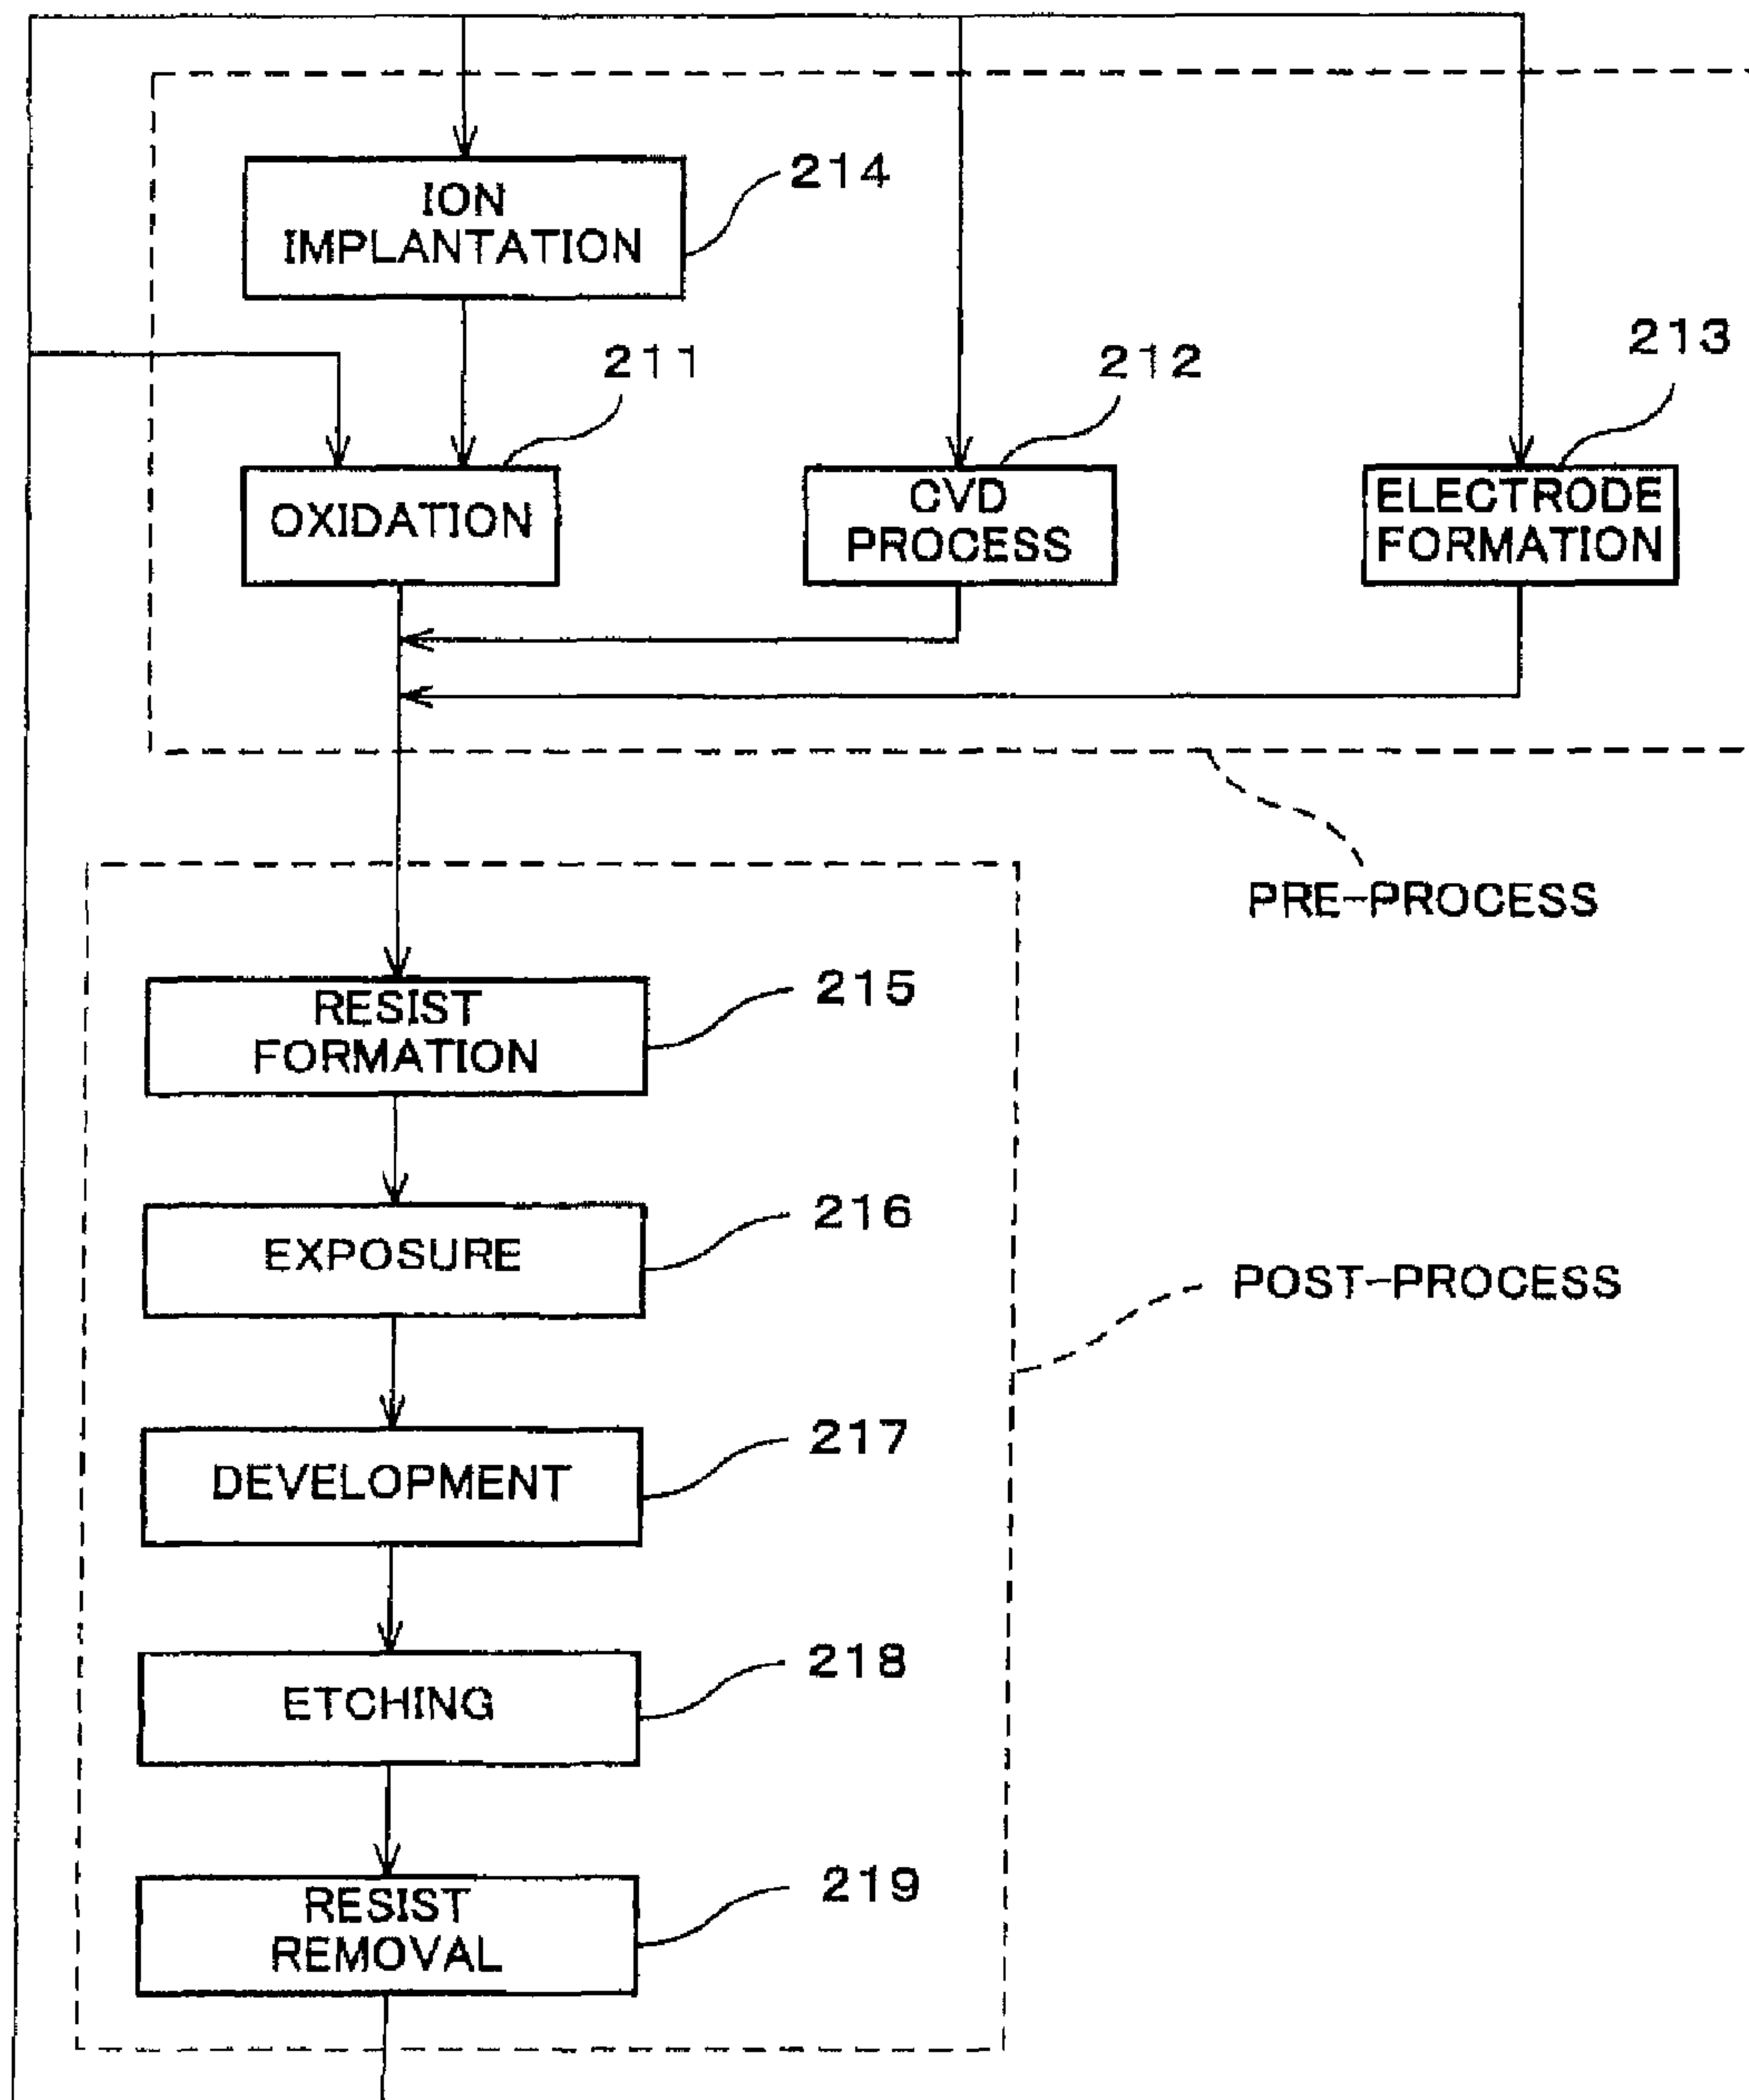 214
ION
IMPLANTATION
213
211
212
OXIDATION
CVD
PROCESS
ELECTRODE
FORMATION
PRE-PROCESS
215
RESIST
FORMATION
216
EXPOSURE
POST-PROCESS
217
DEVELOPMENT
218
ETCHING
219
RESIST
REMOVAL